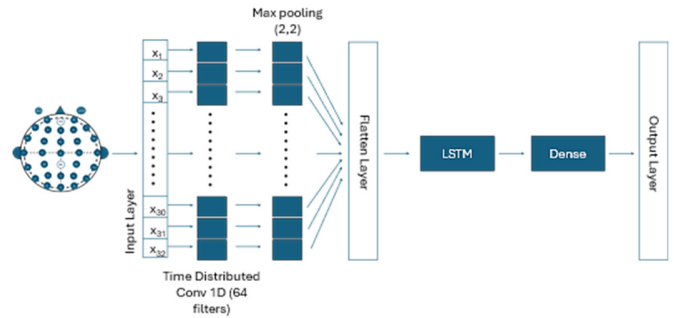 Max pooling
(2,2)
x1
x2
x3
x30
x31
x32
Input Layer
Time Distributed
Conv 1D (64
filters)
Flatten Layer
LSTM
Dense
Output Layer